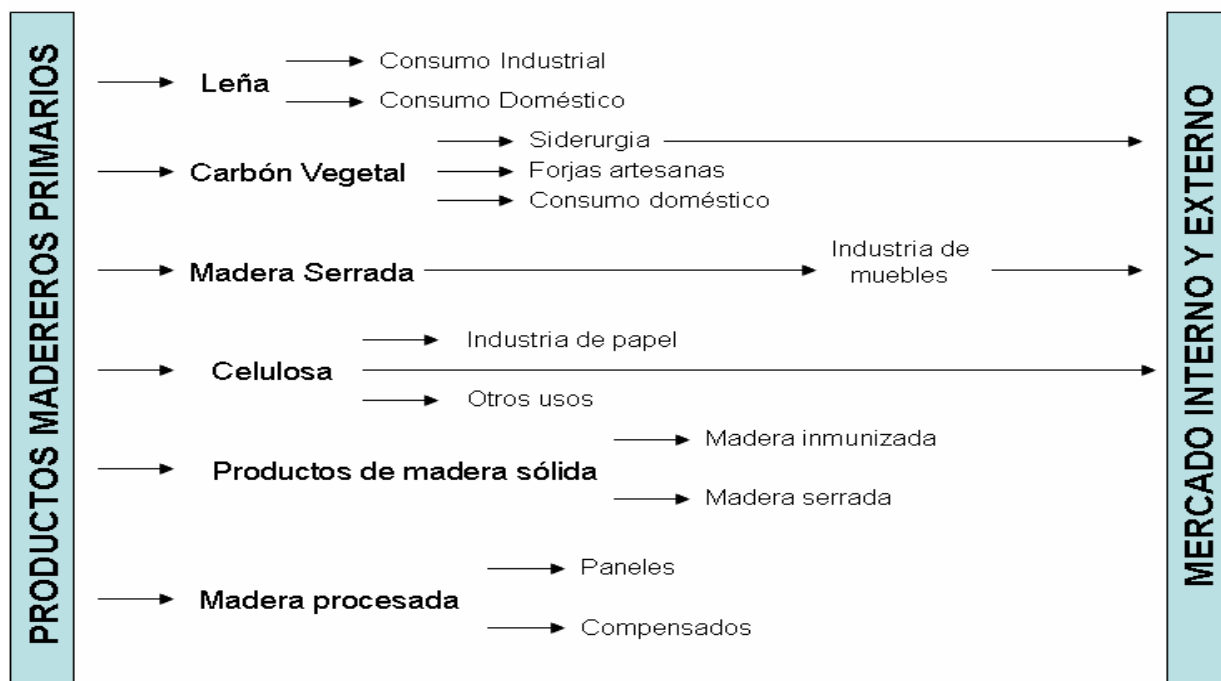 PRODUCTOS MADEREROS PRIMARIOS
Leña
Consumo Industrial
Consumo Doméstico
Carbón Vegetal
Siderurgia
Forjas artesanas
Consumo doméstico
Madera Serrada
Industria de
muebles
Celulosa
Industria de papel
Otros usos
Productos de madera sólida
Madera inmunizada
Madera serrada
Madera procesada
Paneles
Compensados
MERCADO INTERNO Y EXTERNO